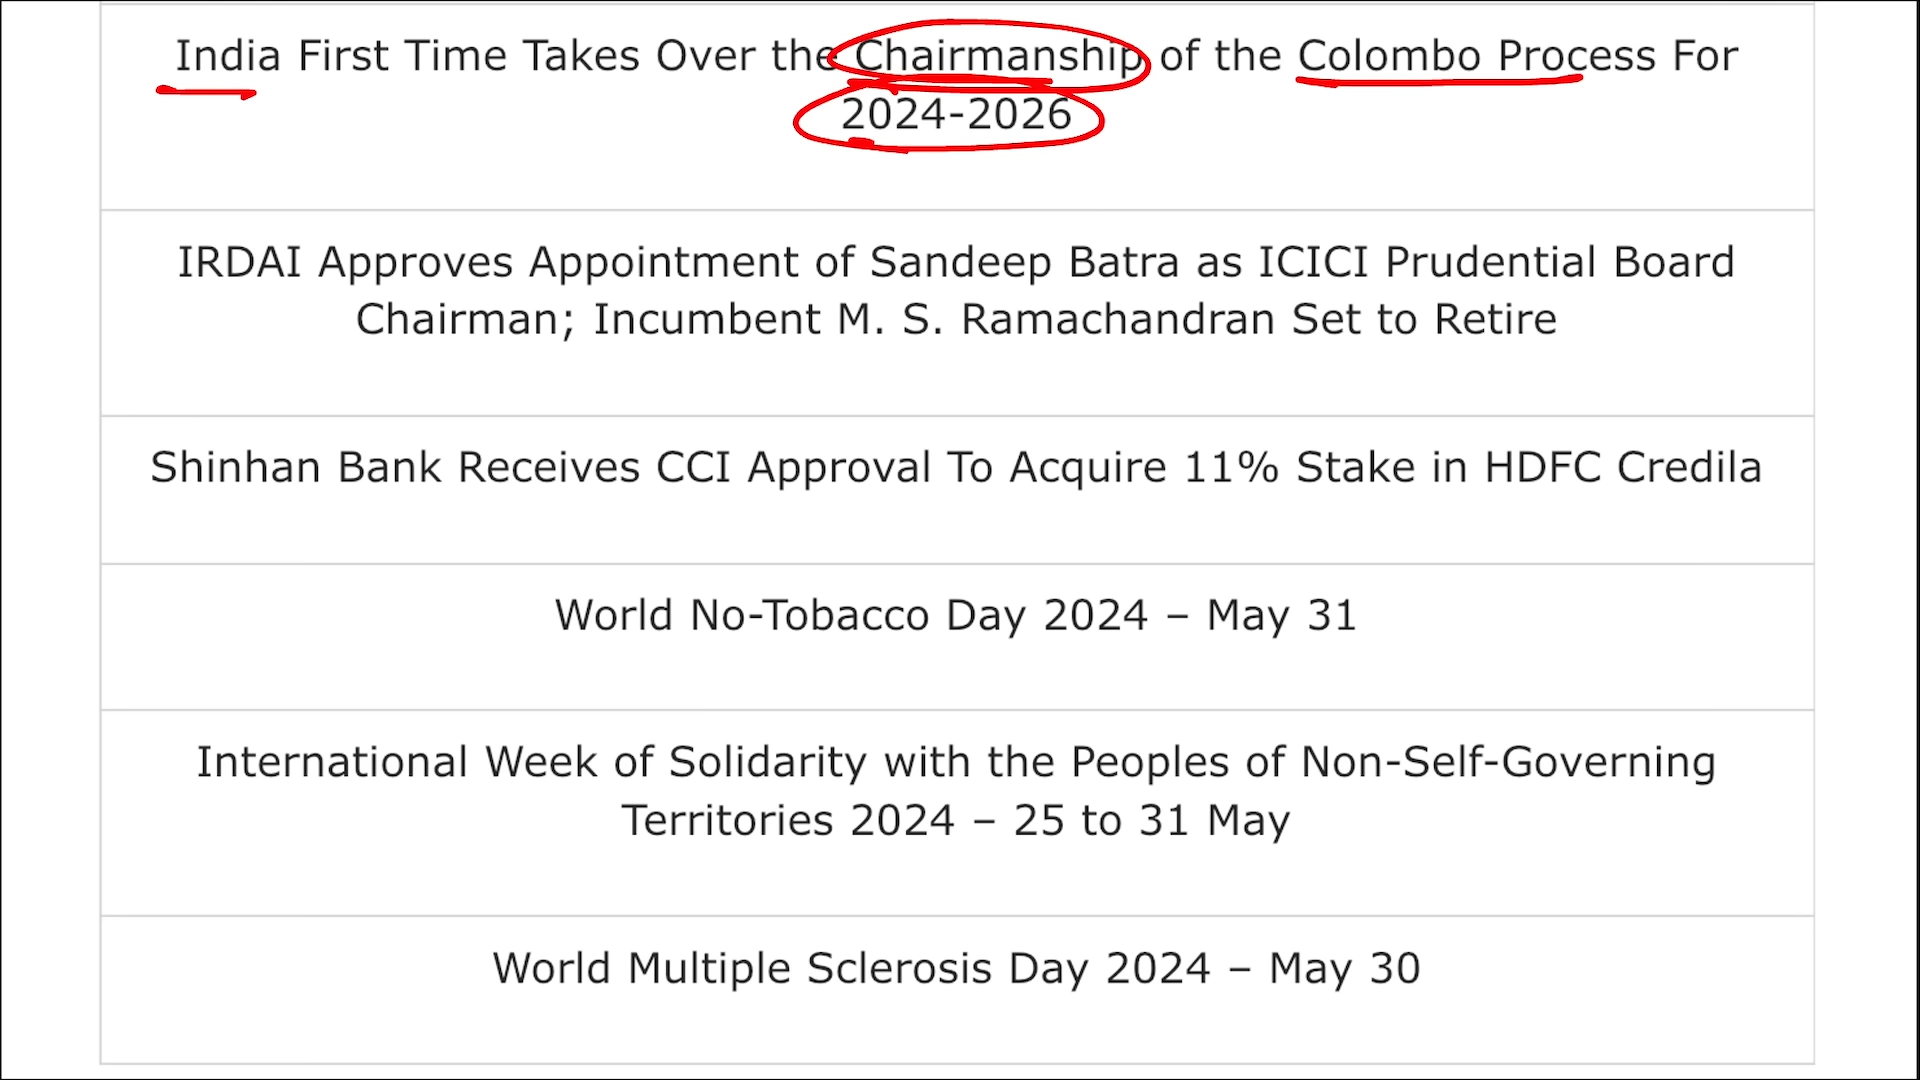 India First Time Takes Over the Chairmanship of the Colombo Process For
2024-2026
IRDAI Approves Appointment of Sandeep Batra as ICICI Prudential Board
Chairman; Incumbent M. S. Ramachandran Set to Retire
Shinhan Bank Receives CCI Approval To Acquire 11% Stake in HDFC Credila
World No-Tobacco Day 2024 – May 31
International Week of Solidarity with the Peoples of Non-Self-Governing
Territories 2024 – 25 to 31 May
World Multiple Sclerosis Day 2024 – May 30